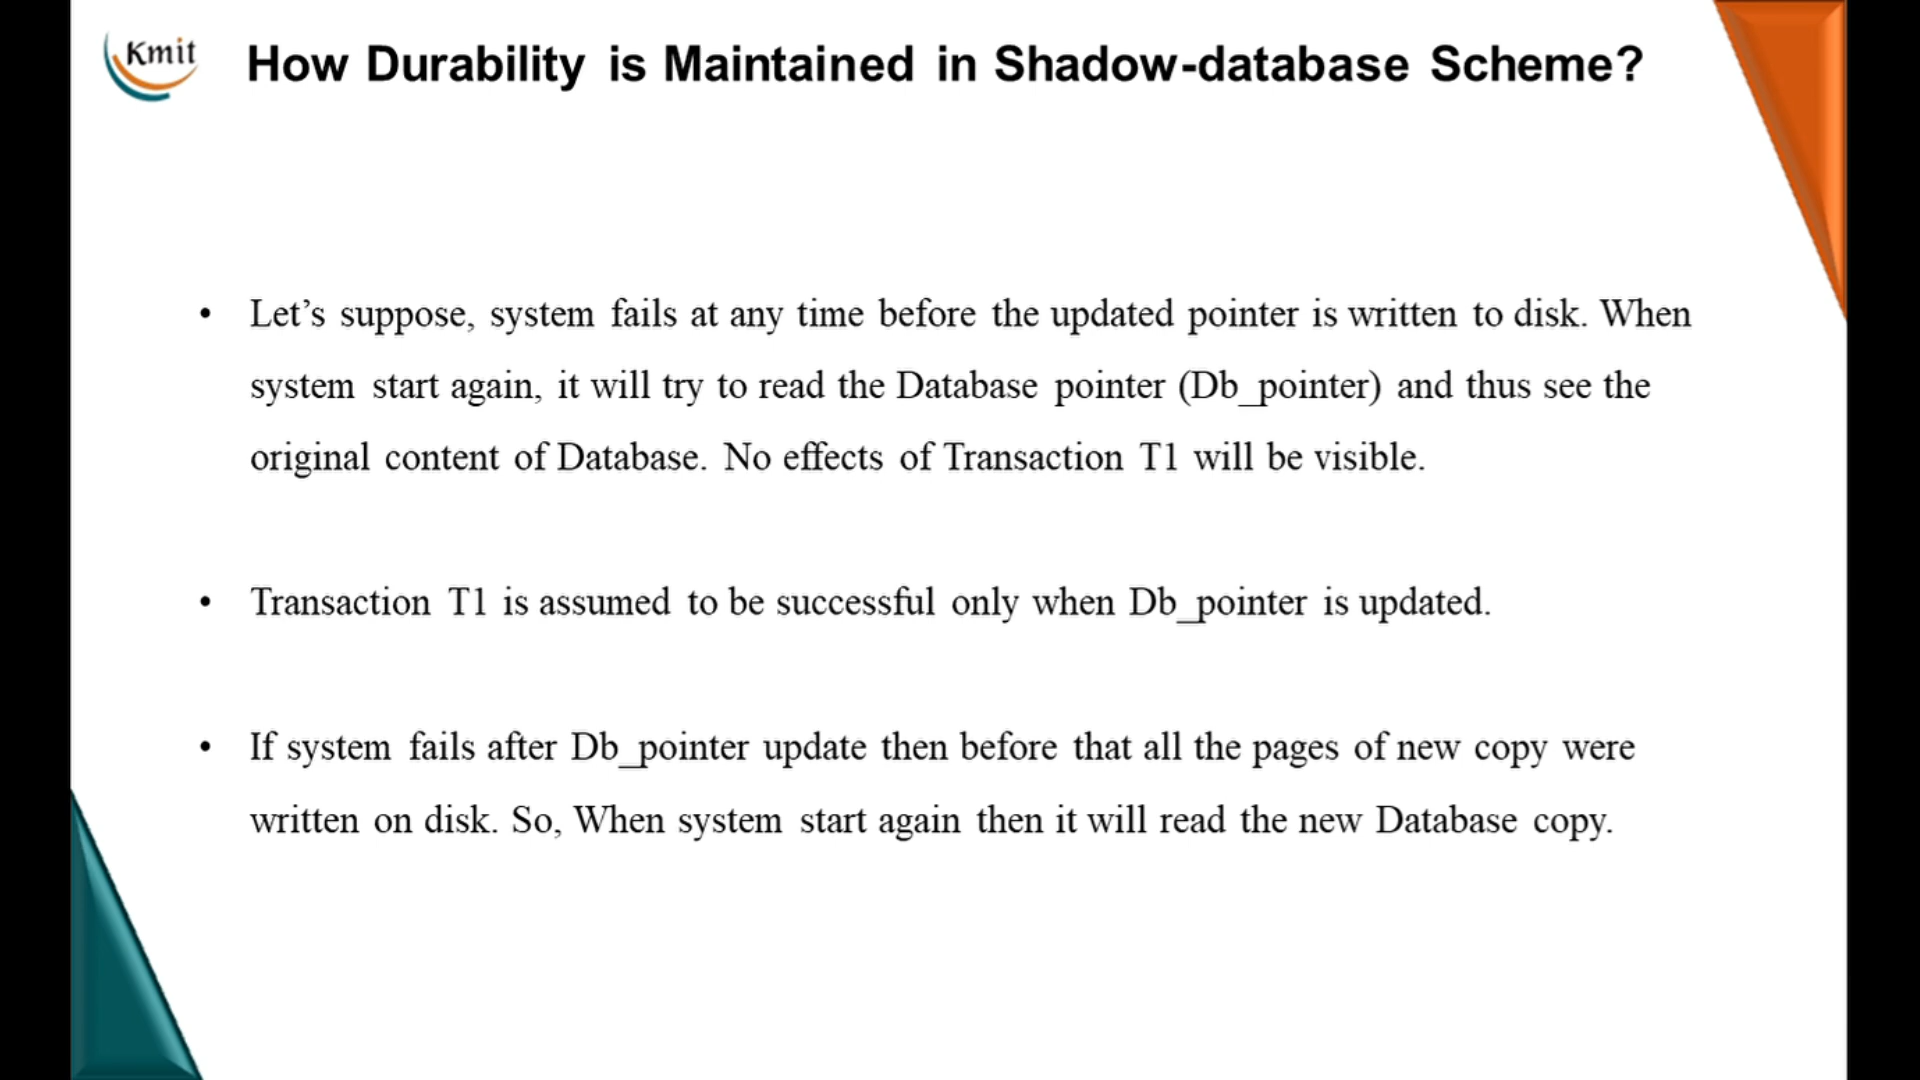 Kmit
How Durability is Maintained in Shadow-database Scheme?
• Let’s suppose, system fails at any time before the updated pointer is written to disk. When
system start again, it will try to read the Database pointer (Db_pointer) and thus see the
original content of Database. No effects of Transaction T1 will be visible.
• Transaction T1 is assumed to be successful only when Db_pointer is updated.
• If system fails after Db_pointer update then before that all the pages of new copy were
written on disk. So, When system start again then it will read the new Database copy.